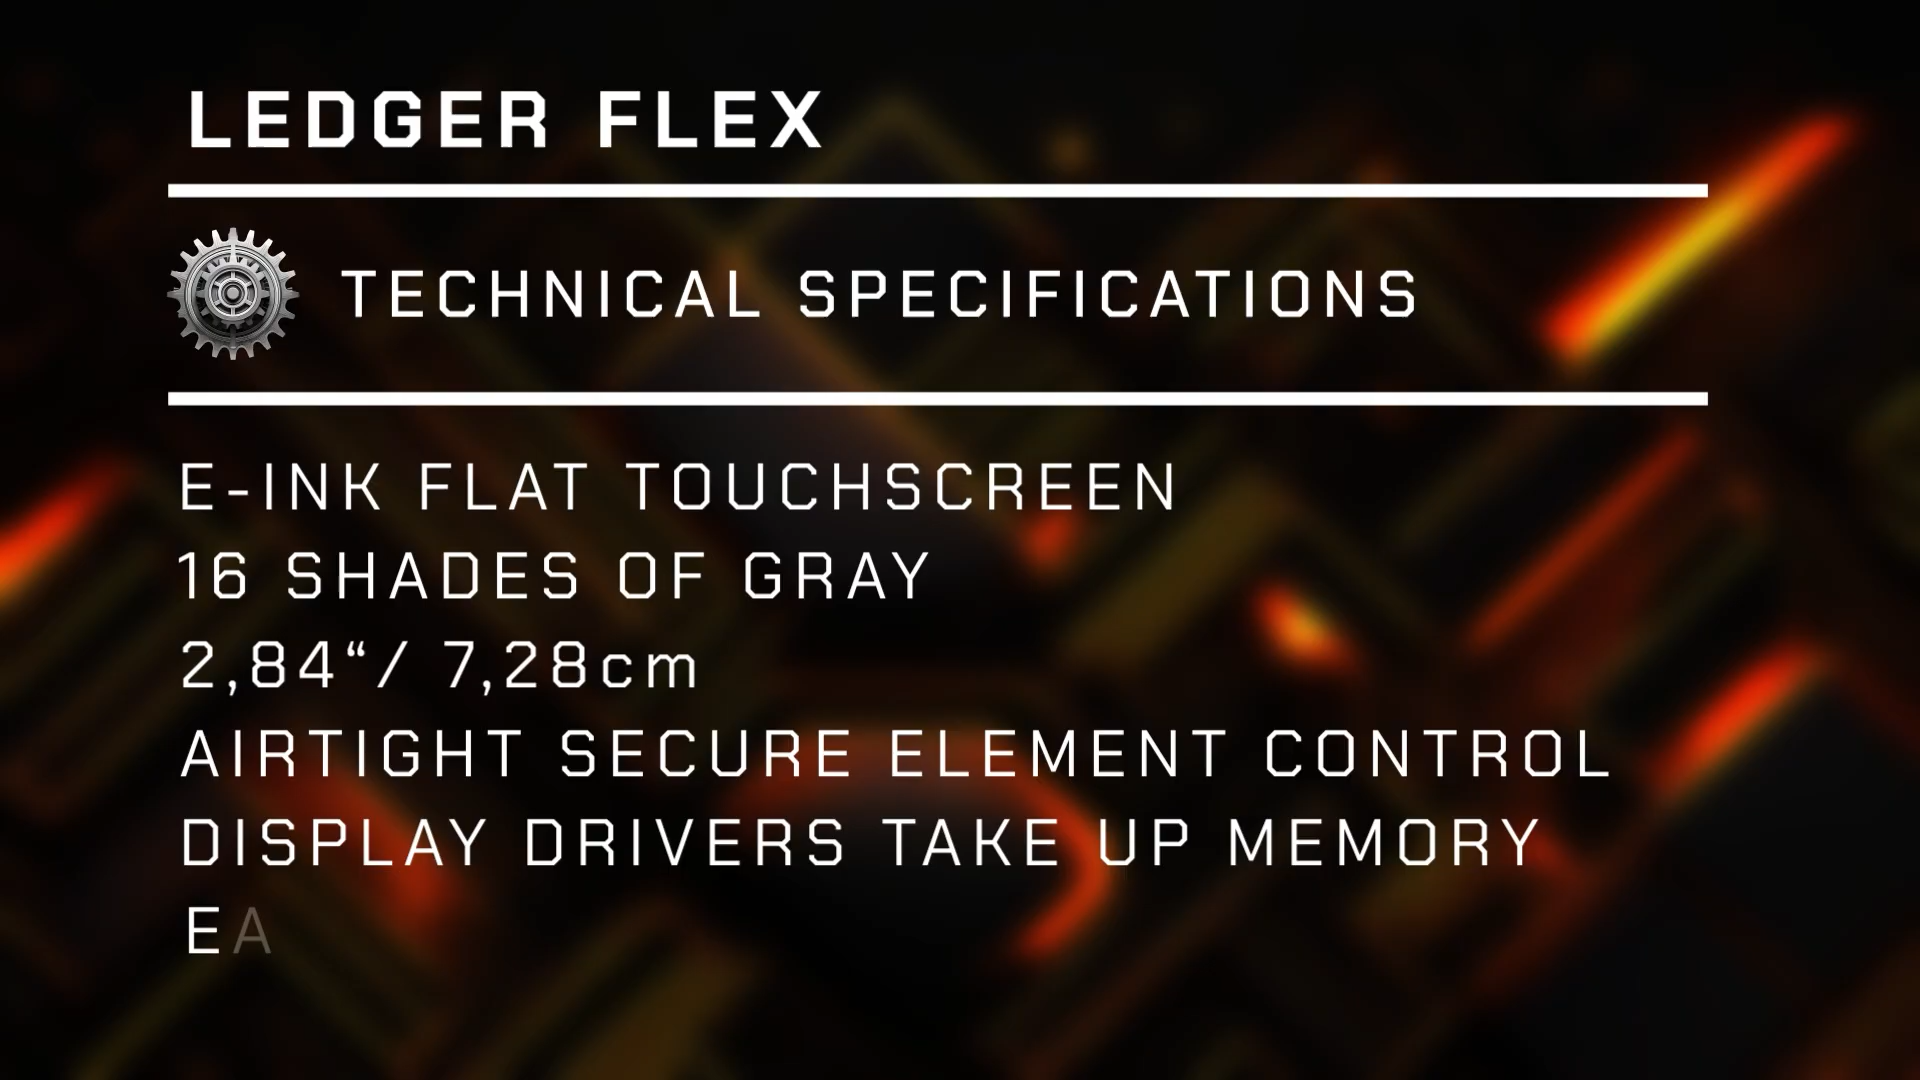 LEDGER FLEX
TECHNICAL SPECIFICATIONS
E-INK FLAT TOUCHSCREEN
16 SHADES OF GRAY
2,84“/ 7,28cm
AIRTIGHT SECURE ELEMENT CONTROL
DISPLAY DRIVERS TAKE UP MEMORY
EA